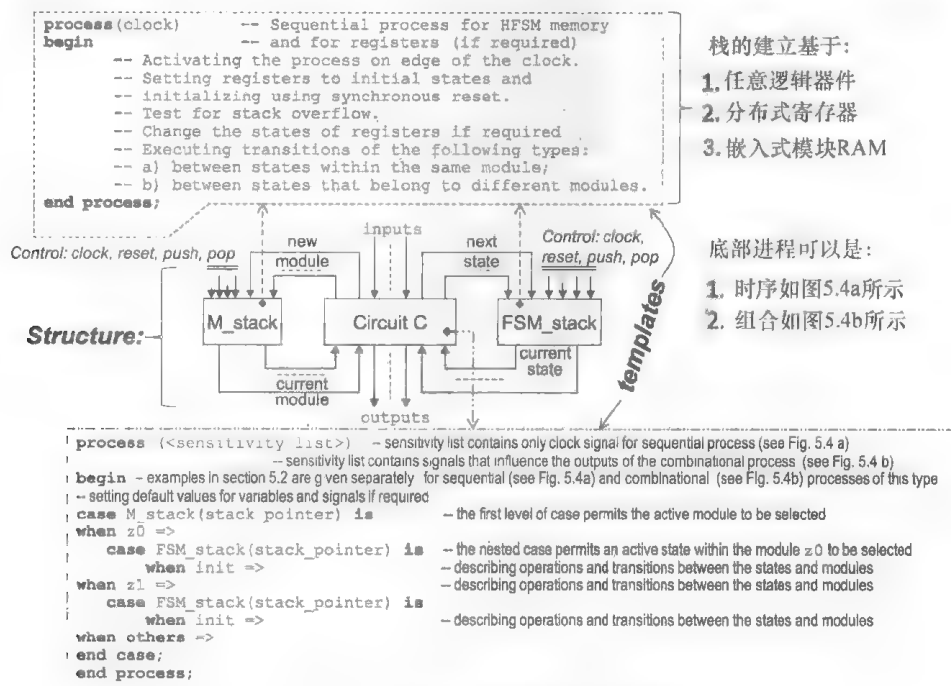 process(clock) -- Sequential process for HFSM memory
begin -- and for registers (if required)
-- Activating the process on edge of the clock.
-- Setting registers to initial states and
-- initializing using synchronous reset.
-- Test for stack overflow.
-- Change the states of registers if required
-- Executing transitions of the following types:
-- a) between states within the same module;
-- b) between states that belong to different modules.
end process;
栈的建立基于:
1. 任意逻辑器件
2. 分布式寄存器
3. 嵌入式模块RAM
Control: clock, reset, push, pop
new
module
inputs
next
state
Control: clock,
reset, push, pop
Structure:
M_stack
Circuit C
FSM_stack
current
module
current
state
outputs
templates
底部进程可以是:
1. 时序如图5.4a所示
2. 组合如图5.4b所示
process (<sensitivity list>) – sensitivity list contains only clock signal for sequential process (see Fig. 5.4 a)
– sensitivity list contains signals that influence the outputs of the combinational process (see Fig. 5.4 b)
begin – examples in section 5.2 are g ven separately for sequential (see Fig. 5.4a) and combinational (see Fig. 5.4b) processes of this type
– setting default values for variables and signals if required
case M_stack(stack pointer) is – the first level of case permits the active module to be selected
when z0 =>
case FSM_stack(stack_pointer) is – the nested case permits an active state within the module z0 to be selected
when init => – describing operations and transitions between the states and modules
when z1 => – describing operations and transitions between the states and modules
case FSM_stack(stack_pointer) is
when init => – describing operations and transitions between the states and modules
when others =>
end case;
end process;